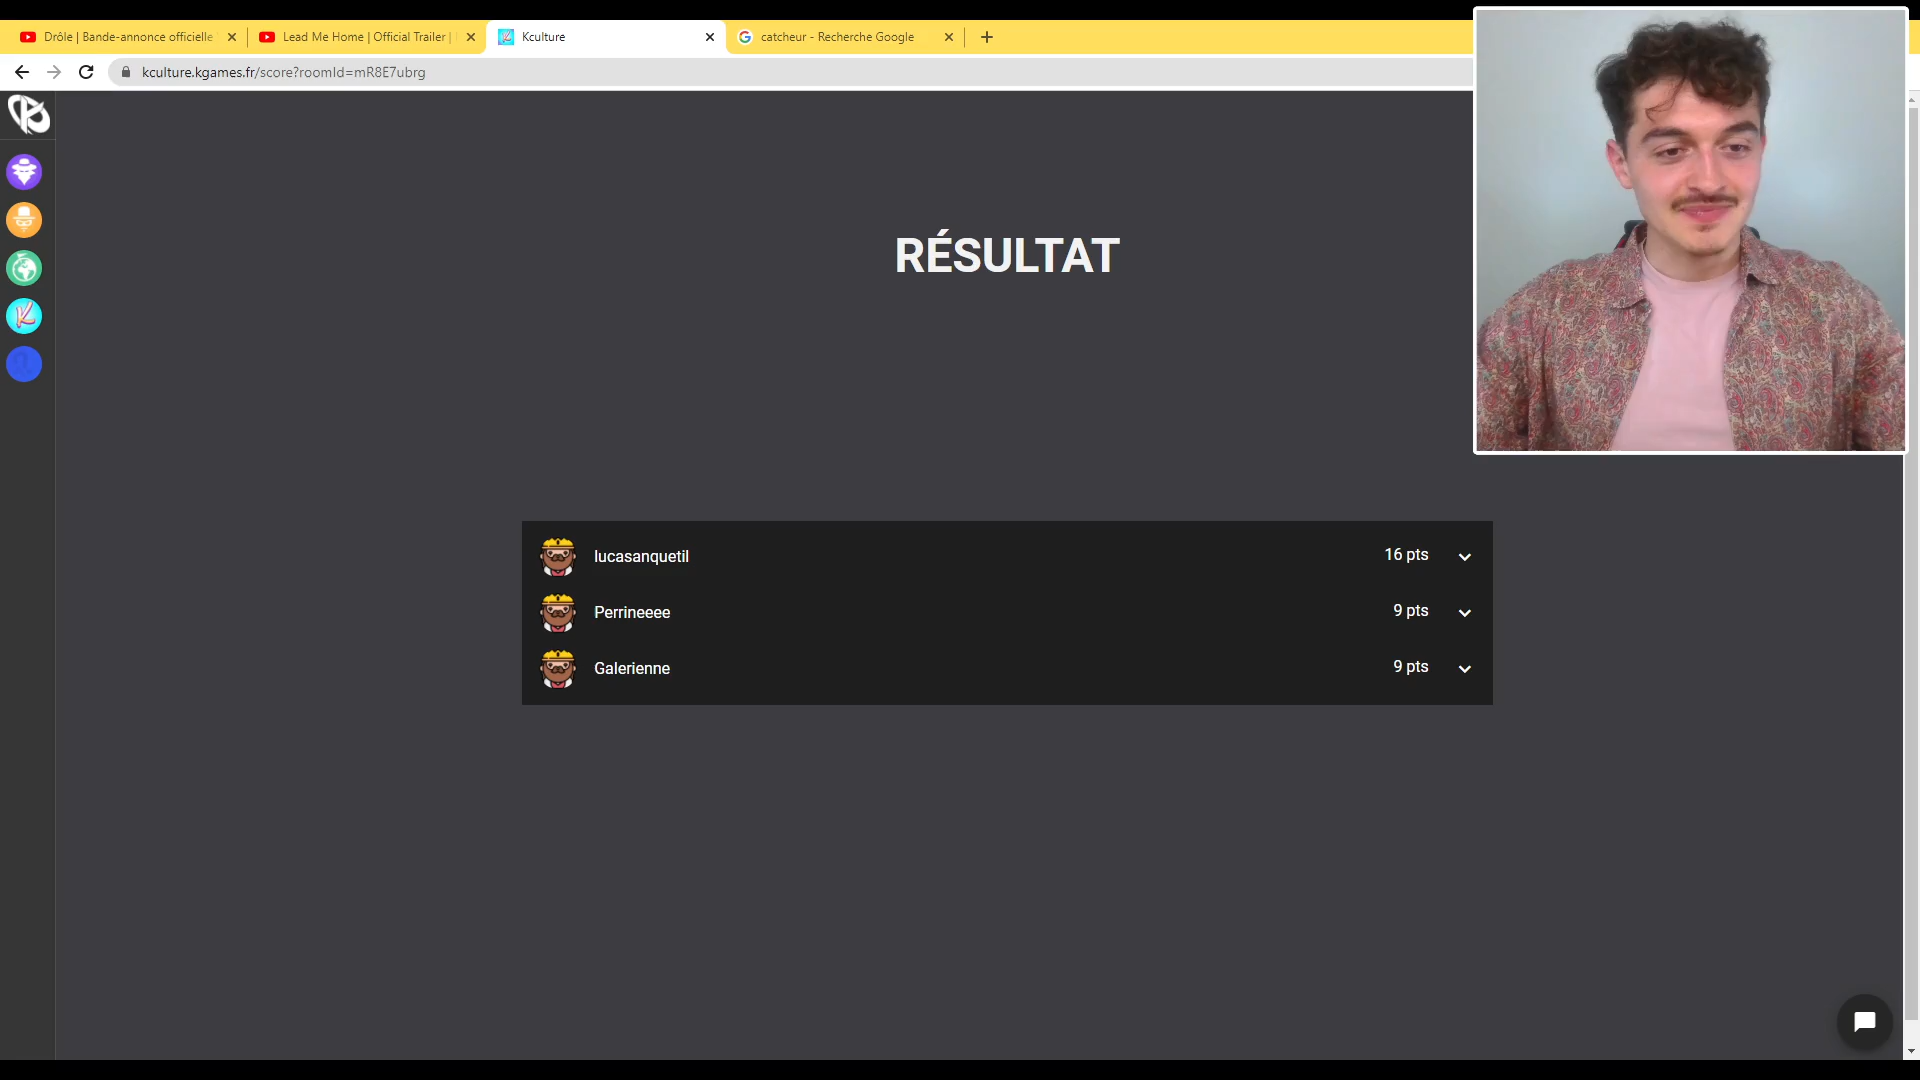 Drôle | Bande-annonce officielle
Lead Me Home | Official Trailer |
Kculture
catcheur - Recherche Google
kculture.kgames.fr/score?roomId=mR8E7ubrg
RÉSULTAT
lucasanquetil 16 pts
Perrineeee 9 pts
Galerienne 9 pts